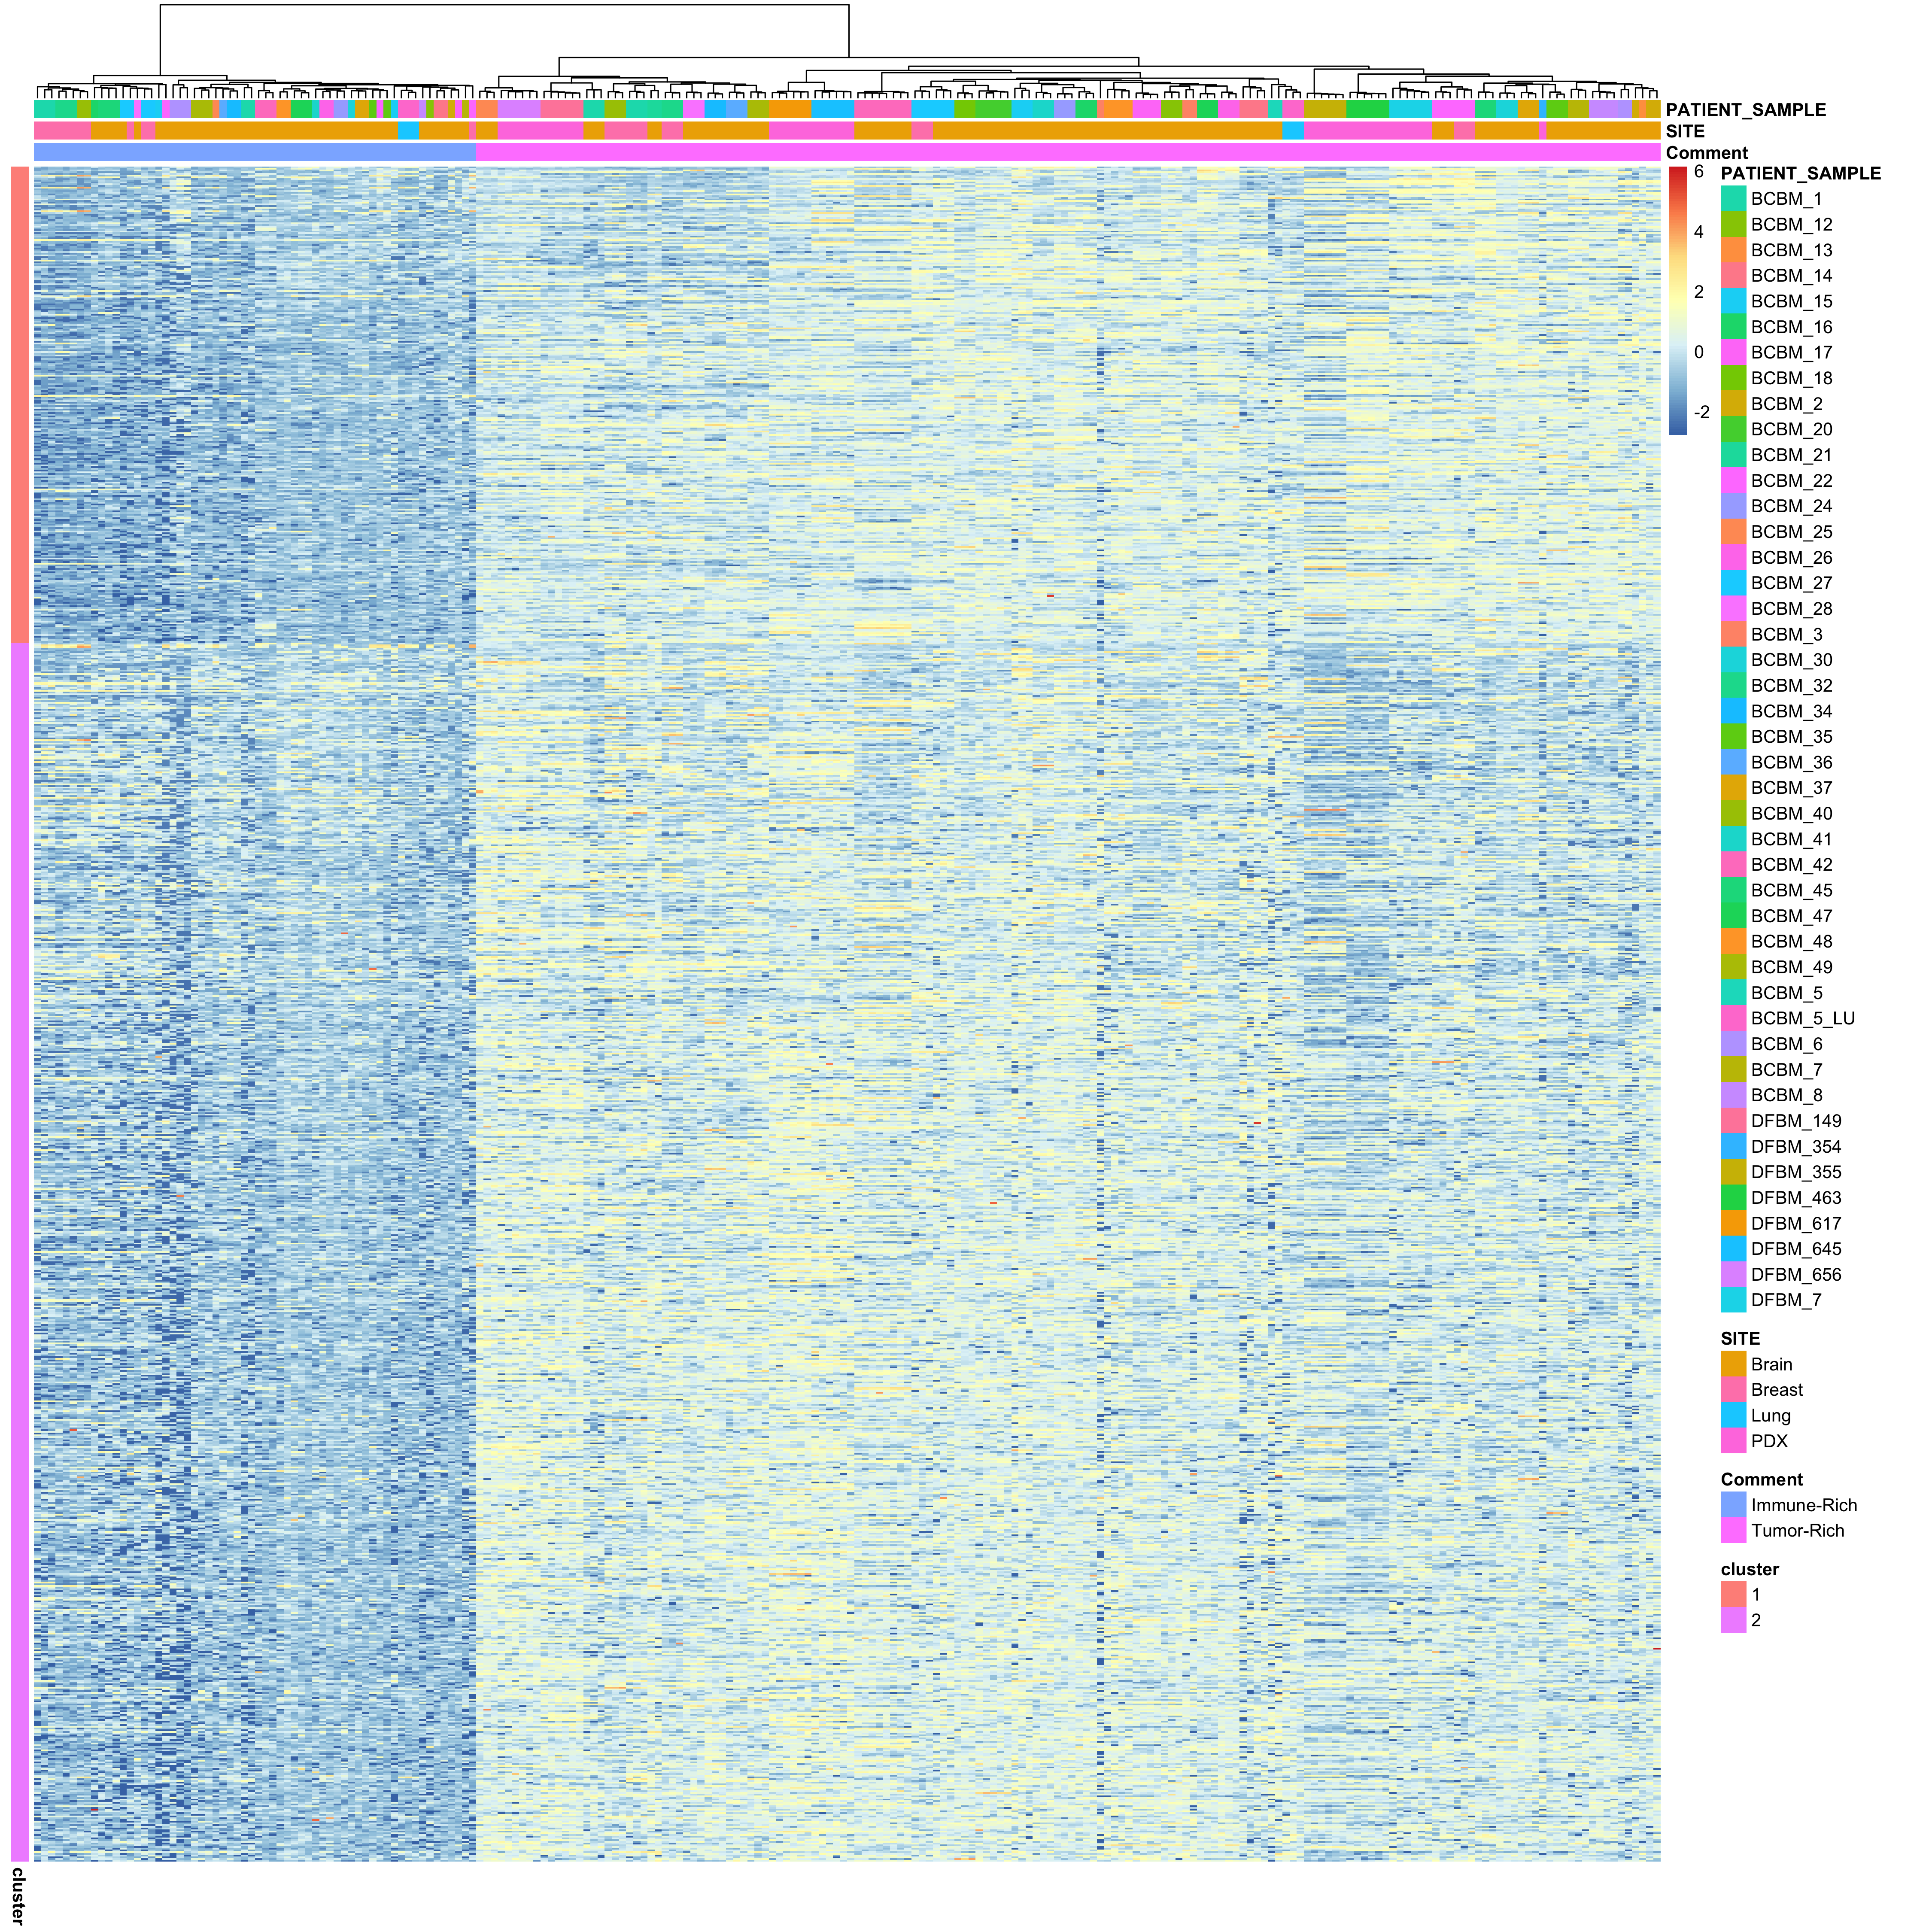 PATIENT_SAMPLE
SITE
Comment
6
4
2
0
-2
PATIENT_SAMPLE
BCBM_1
BCBM_12
BCBM_13
BCBM_14
BCBM_15
BCBM_16
BCBM_17
BCBM_18
BCBM_2
BCBM_20
BCBM_21
BCBM_22
BCBM_24
BCBM_25
BCBM_26
BCBM_27
BCBM_28
BCBM_3
BCBM_30
BCBM_32
BCBM_34
BCBM_35
BCBM_36
BCBM_37
BCBM_40
BCBM_41
BCBM_42
BCBM_45
BCBM_47
BCBM_48
BCBM_49
BCBM_5
BCBM_5_LU
BCBM_6
BCBM_7
BCBM_8
DFBM_149
DFBM_354
DFBM_355
DFBM_463
DFBM_617
DFBM_645
DFBM_656
DFBM_7
SITE
Brain
Breast
Lung
PDX
Comment
Immune-Rich
Tumor-Rich
cluster
1
2
cluster